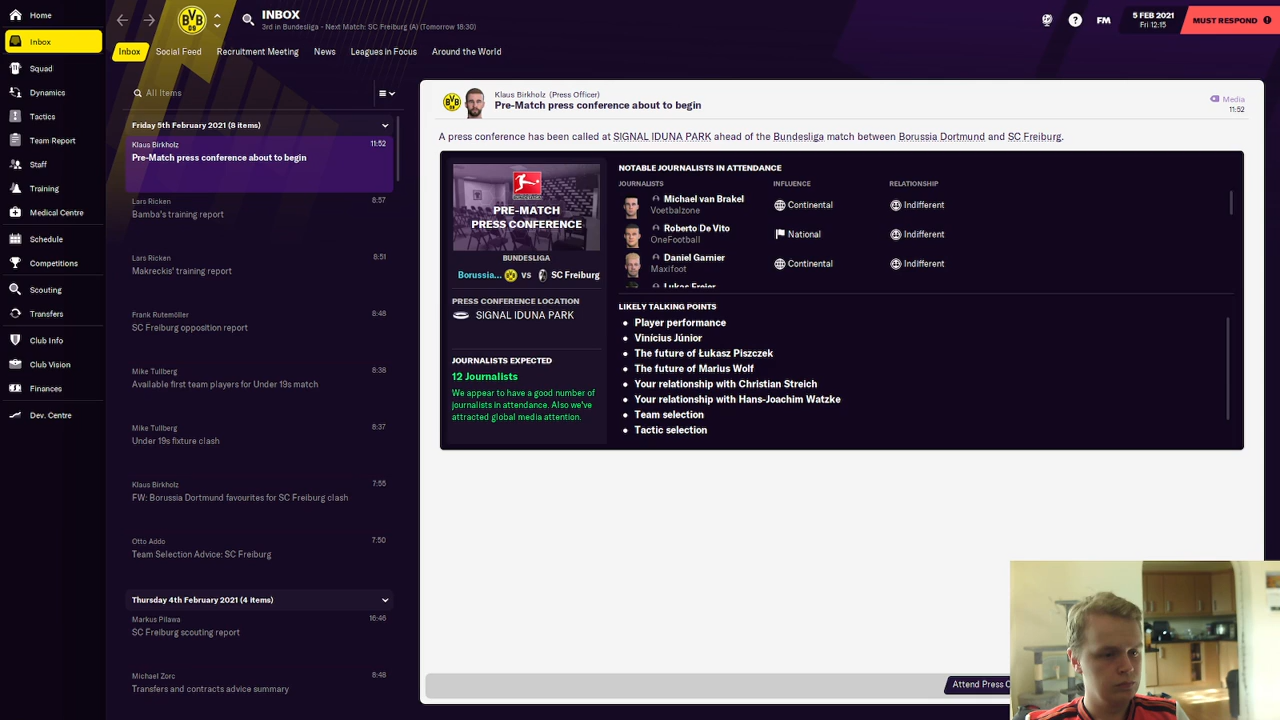 Home
Inbox
Squad
Dynamics
Tactics
Team Report
Staff
Training
Medical Centre
Schedule
Competitions
Scouting
Transfers
Club Info
Club Vision
Finances
Dev. Centre
BVB 09
INBOX
3rd in Bundesliga - Next Match: SC Freiburg (A) (Tomorrow 18:30)
FM
5 FEB 2021
Fri 12:15
MUST RESPOND
Inbox
Social Feed
Recruitment Meeting
News
Leagues in Focus
Around the World
All Items
Friday 5th February 2021 (8 items)
Klaus Birkholz 11:52
Pre-Match press conference about to begin
Lars Ricken 8:57
Bamba's training report
Lars Ricken 8:51
Makreckis' training report
Frank Rutemöller 8:48
SC Freiburg opposition report
Mike Tullberg 8:38
Available first team players for Under 19s match
Mike Tullberg 8:37
Under 19s fixture clash
Klaus Birkholz 7:55
FW: Borussia Dortmund favourites for SC Freiburg clash
Otto Addo 7:50
Team Selection Advice: SC Freiburg
Thursday 4th February 2021 (4 items)
Markus Pilawa 16:46
SC Freiburg scouting report
Michael Zorc 8:48
Transfers and contracts advice summary
Klaus Birkholz (Press Officer)
Pre-Match press conference about to begin
Media
11:52
A press conference has been called at SIGNAL IDUNA PARK ahead of the Bundesliga match between Borussia Dortmund and SC Freiburg.
PRE-MATCH
PRESS CONFERENCE
BUNDESLIGA
Borussia... vs SC Freiburg
PRESS CONFERENCE LOCATION
SIGNAL IDUNA PARK
JOURNALISTS EXPECTED
12 Journalists
We appear to have a good number of
journalists in attendance. Also we've
attracted global media attention.
NOTABLE JOURNALISTS IN ATTENDANCE
JOURNALISTS INFLUENCE RELATIONSHIP
Michael van Brakel
Voetbalzone
Continental
Indifferent
Roberto De Vito
OneFootball
National
Indifferent
Daniel Garnier
Maxifoot
Continental
Indifferent
Lukas Freier
LIKELY TALKING POINTS
Player performance
Vinícius Júnior
The future of Łukasz Piszczek
The future of Marius Wolf
Your relationship with Christian Streich
Your relationship with Hans-Joachim Watzke
Team selection
Tactic selection
Attend Press C